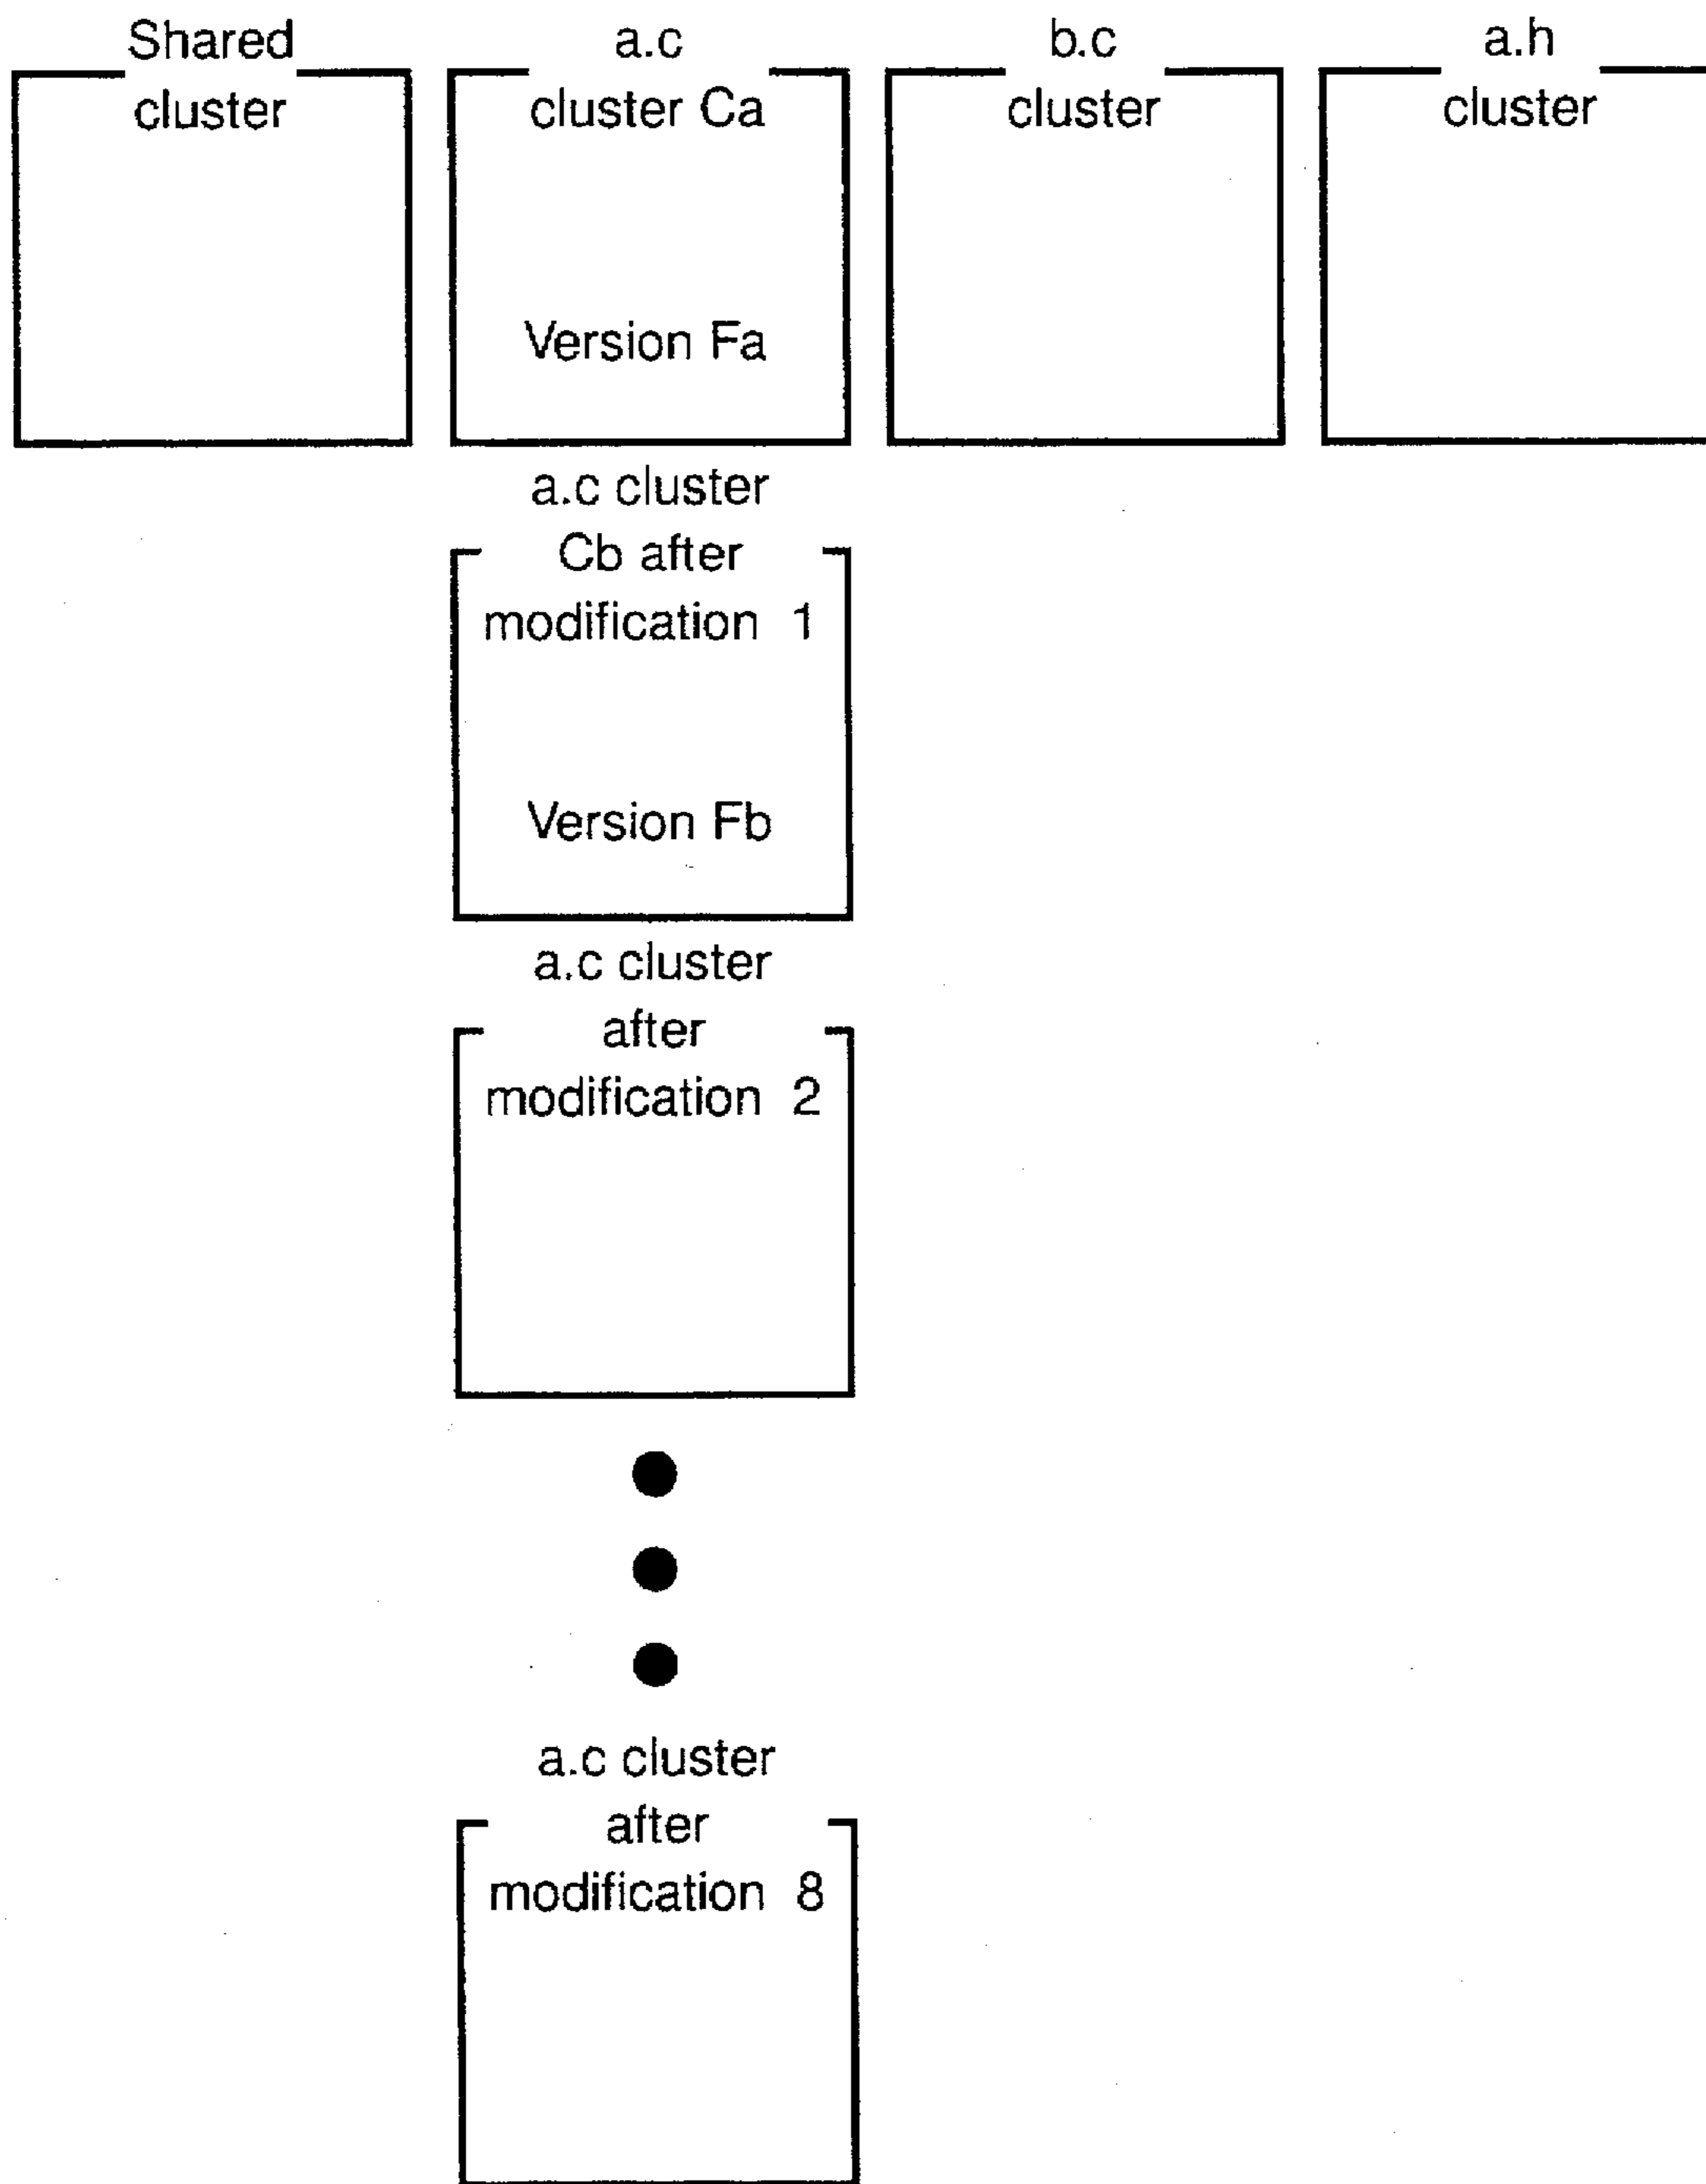 Shared
cluster
a.c
cluster Ca
Version Fa
b.c
cluster
a.h
cluster
a.c cluster
Cb after
modification 1
Version Fb
a.c cluster
after
modification 2
a.c cluster
after
modification 8